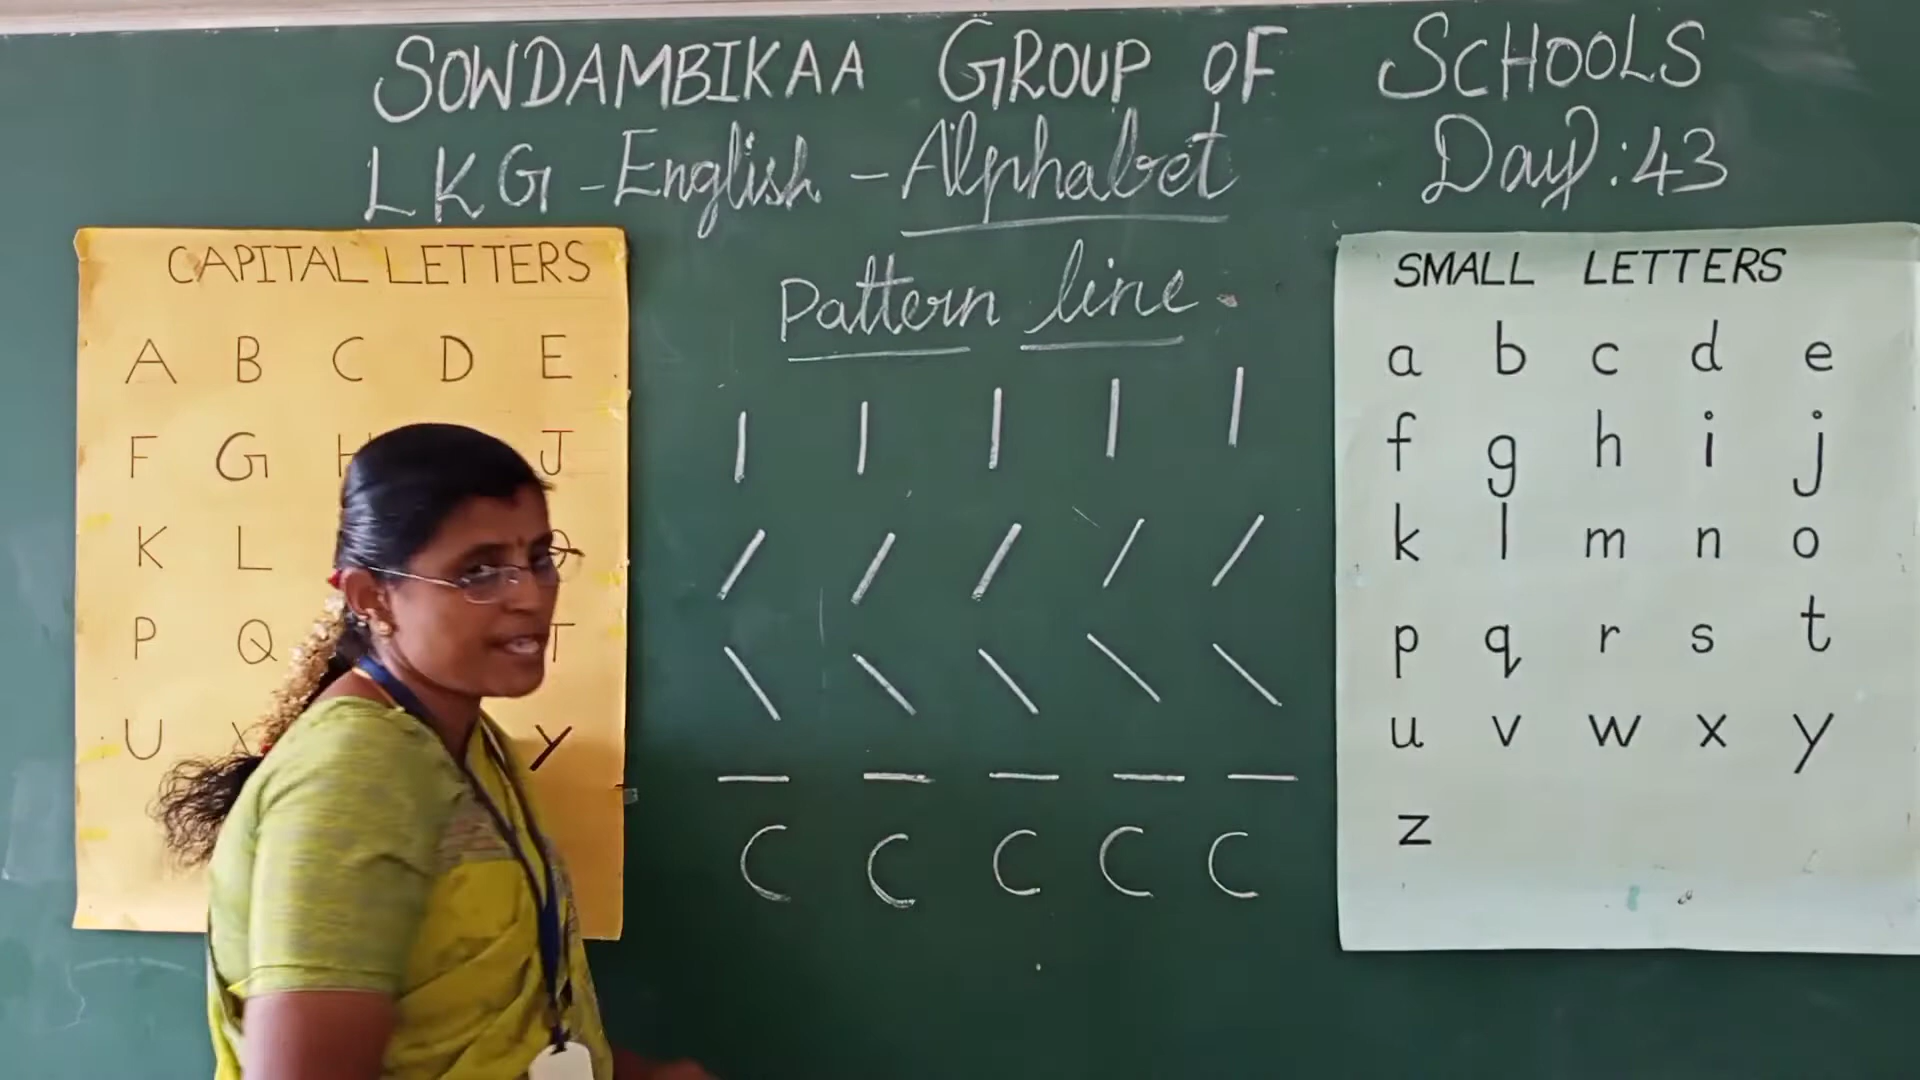 SOWDAMBIKAA GROUP OF SCHOOLS
LKG - English - Alphabet Day : 43
CAPITAL LETTERS
A B C D E
F G H J
K L
P Q T
U Y
Pattern line
| | | | |
/ / / / /
\ \ \ \ \
— — — — —
C C C C C
SMALL LETTERS
a b c d e
f g h i j
k l m n o
p q r s t
u v w x y
z